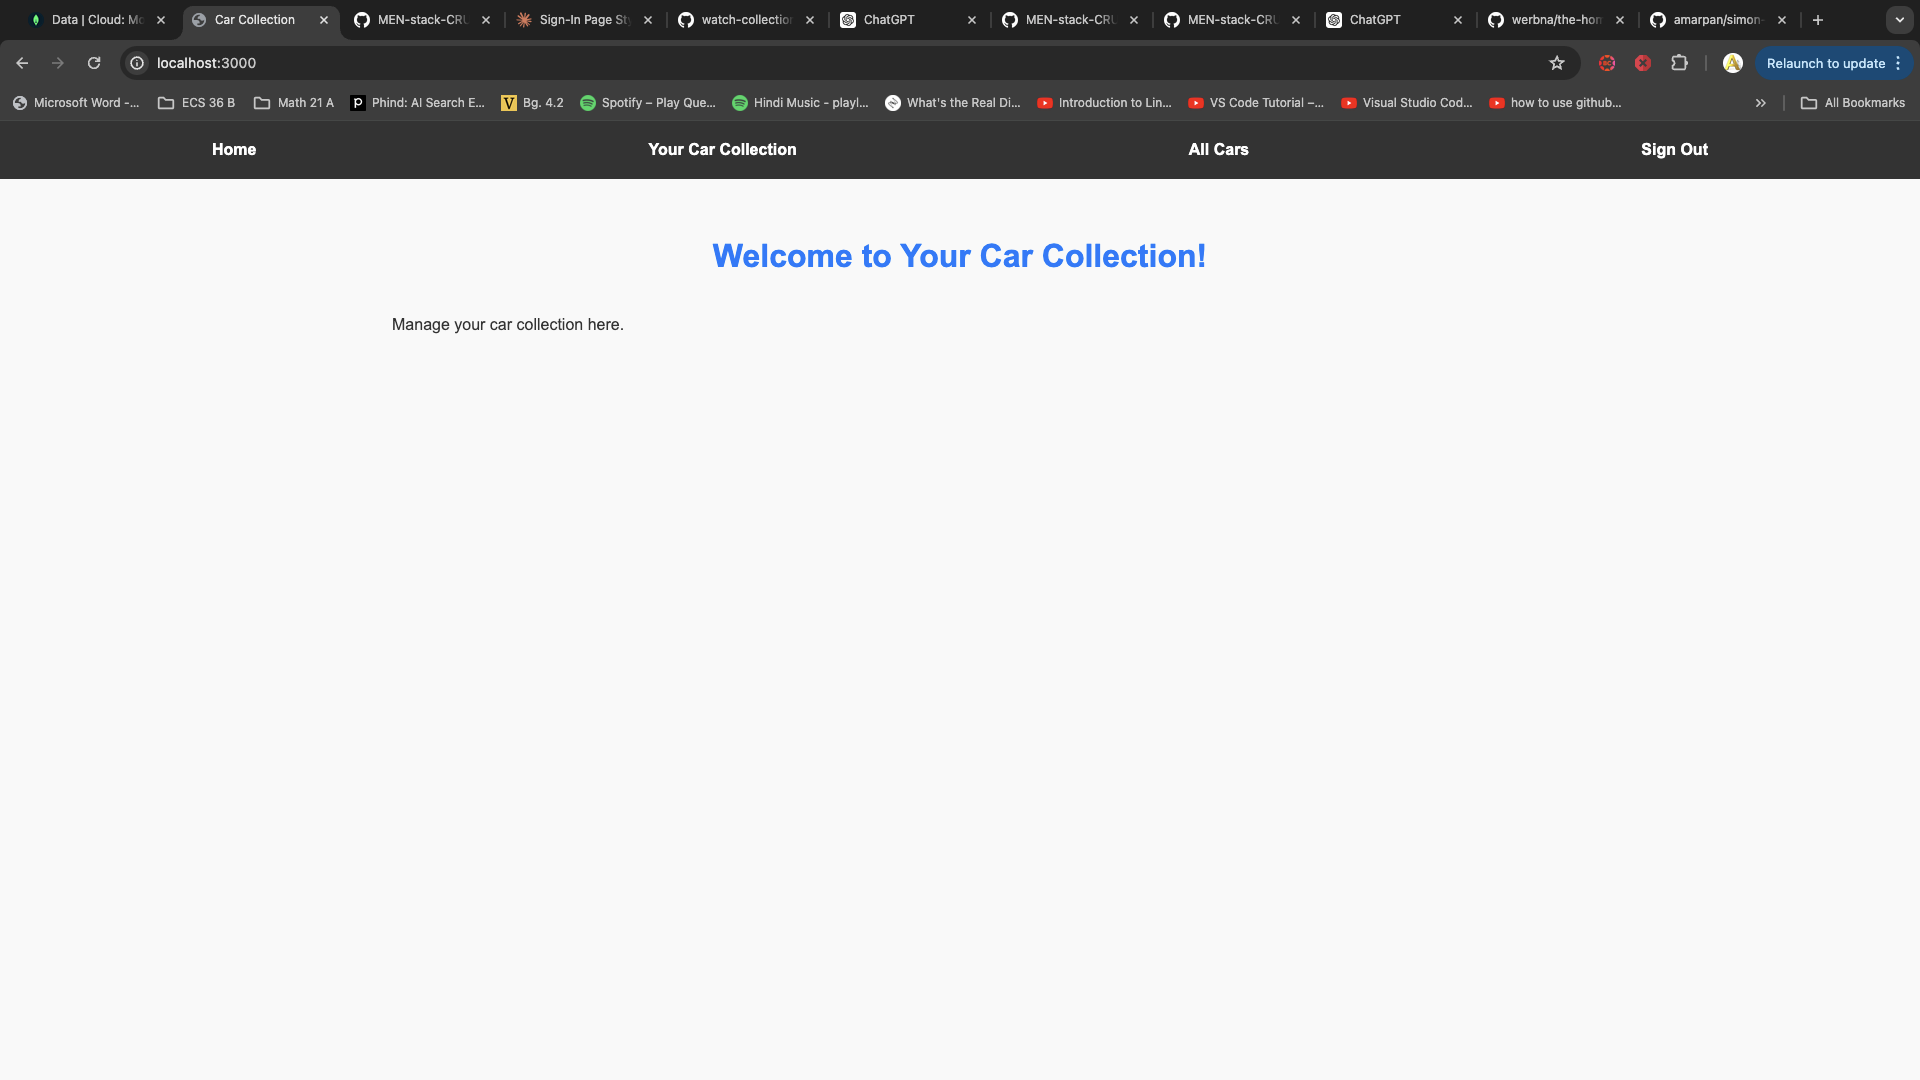 Data | Cloud: Mo
Car Collection
MEN-stack-CRU
Sign-In Page Sty
watch-collection
ChatGPT
MEN-stack-CRU
MEN-stack-CRU
ChatGPT
werbna/the-hom
amarpan/simon-
localhost:3000
Relaunch to update
Microsoft Word -...
ECS 36 B
Math 21 A
Phind: AI Search E...
Bg. 4.2
Spotify – Play Que...
Hindi Music - playl...
What's the Real Di...
Introduction to Lin...
VS Code Tutorial –...
Visual Studio Cod...
how to use github...
All Bookmarks
Home
Your Car Collection
All Cars
Sign Out
Welcome to Your Car Collection!
Manage your car collection here.